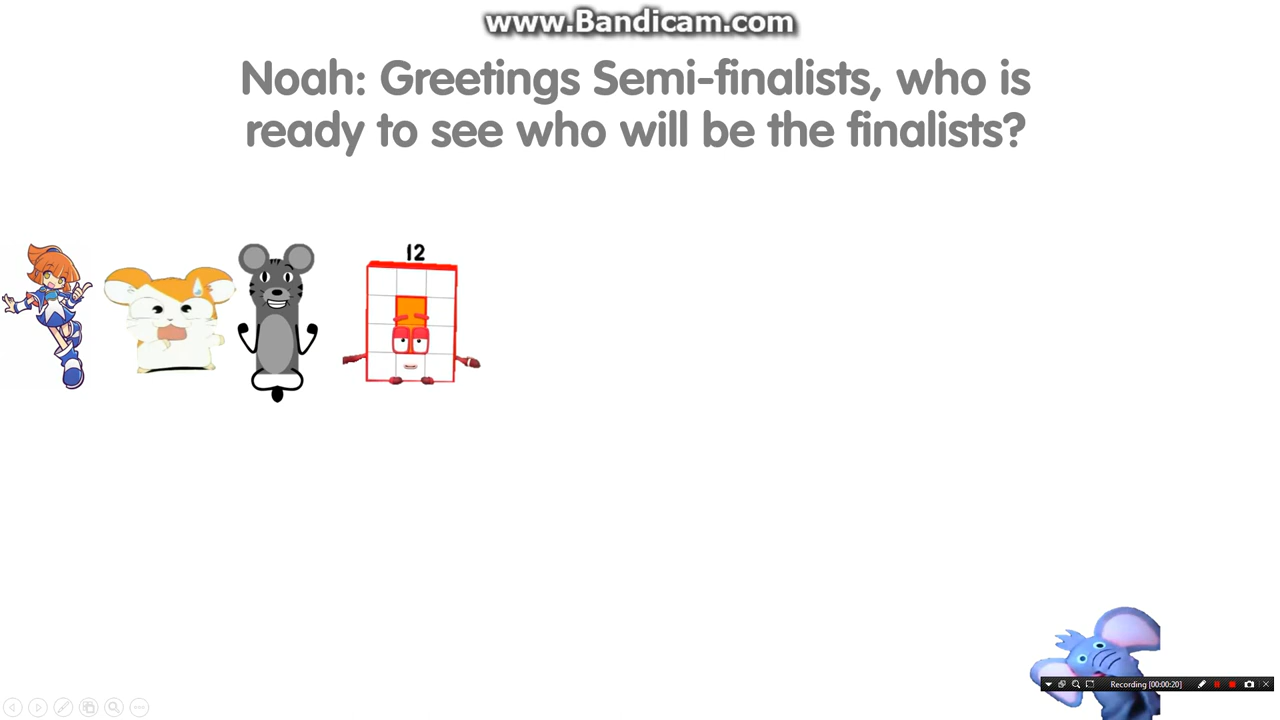 www.Bandicam.com
Noah: Greetings Semi-finalists, who is
ready to see who will be the finalists?
12
Recording [00:00:20]